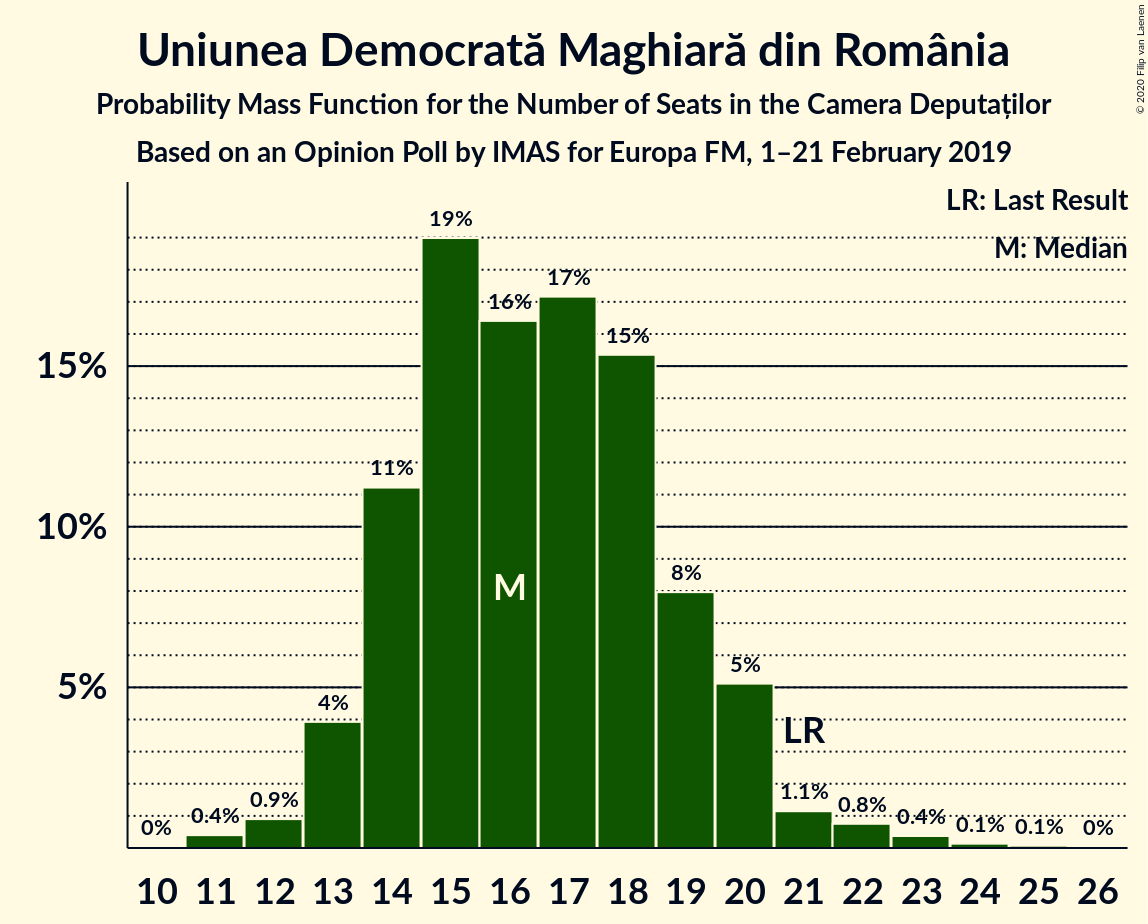 Uniunea Democrată Maghiară din România
Probability Mass Function for the Number of Seats in the Camera Deputaților
Based on an Opinion Poll by IMAS for Europa FM, 1–21 February 2019
© 2020 Filip van Laenen
LR: Last Result
M: Median
15%
10%
5%
0%
0.4%
0.9%
4%
11%
19%
16%
17%
15%
8%
5%
1.1%
0.8%
0.4%
0.1%
0.1%
0%
M
LR
10 11 12 13 14 15 16 17 18 19 20 21 22 23 24 25 26